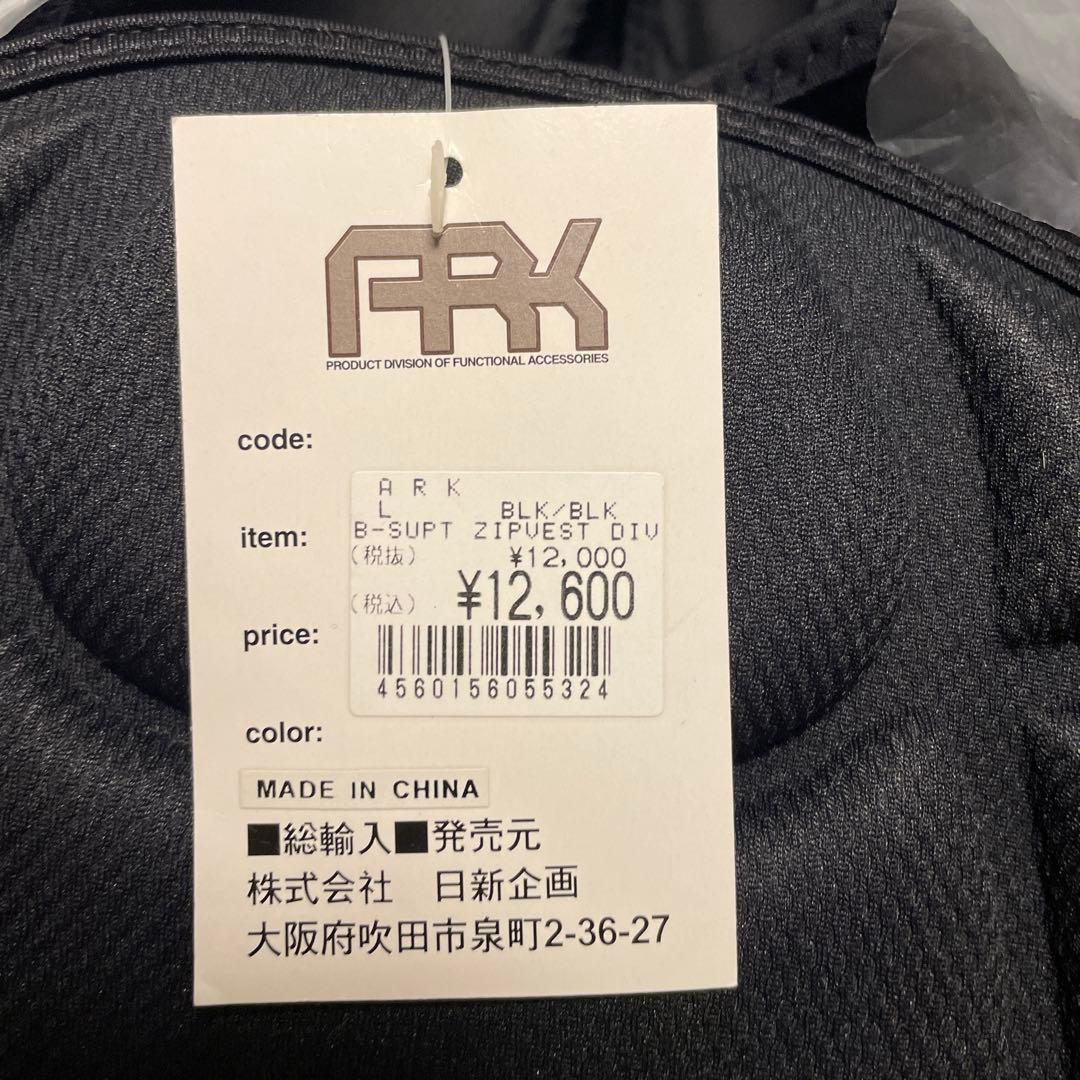 ARK
PRODUCT DIVISION OF FUNCTIONAL ACCESSORIES
code:
A R K
L BLK/BLK
item:
B-SUPT ZIPVEST DIV
(税抜) ¥12,000
(税込) ¥12,600
price:
4560156055324
color:
MADE IN CHINA
■総輸入■発売元
株式会社 日新企画
大阪府吹田市泉町2-36-27